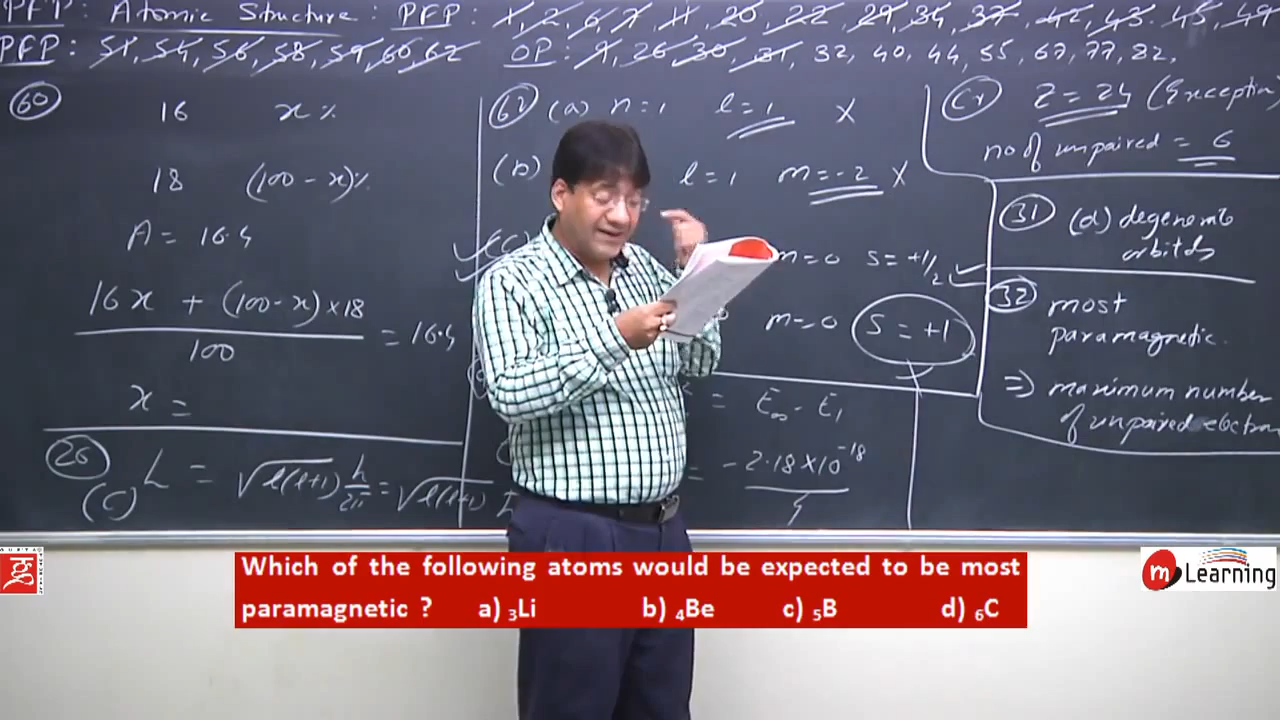 PFP: Atomic Structure: PFP: 1, 2, 6, 7, 11, 20, 22, 29, 34, 37, 42, 43, 45, 49
PFP: 51, 54, 56, 58, 59, 60, 62 OP: 9, 26, 30, 31, 32, 40, 44, 55, 67, 77, 82,
60 16 x%
18 (100 - x)%
A = 16.4
16x + (100 - x) × 18
100
= 16.4
x =
26
(c) L = √l(l+1) h/2π = √l(l+1)
62 (a) n = 1 l = 1 X
(b) l = 1 m = -2 X
m = 0 s = +1/2
m = 0 s = +1
= E∞ - E1
= -2.18 × 10^-18
Cr Z = 24 (Exception)
no of unpaired = 6
31 (d) degenerate
orbitals
32 most
paramagnetic.
⇒ maximum number
of unpaired electron
Which of the following atoms would be expected to be most
paramagnetic ? a) ₃Li b) ₄Be c) ₅B d) ₆C
m Learning